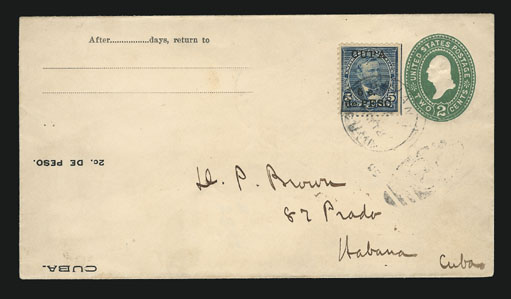 After..................days, return to
CUBA
5 5
c. DE PESO.
UNITED STATES POSTAGE
TWO 2 CENTS
2c. DE PESO.
D. P. Brown
87 Prado
Habana
Cuba
CUBA.